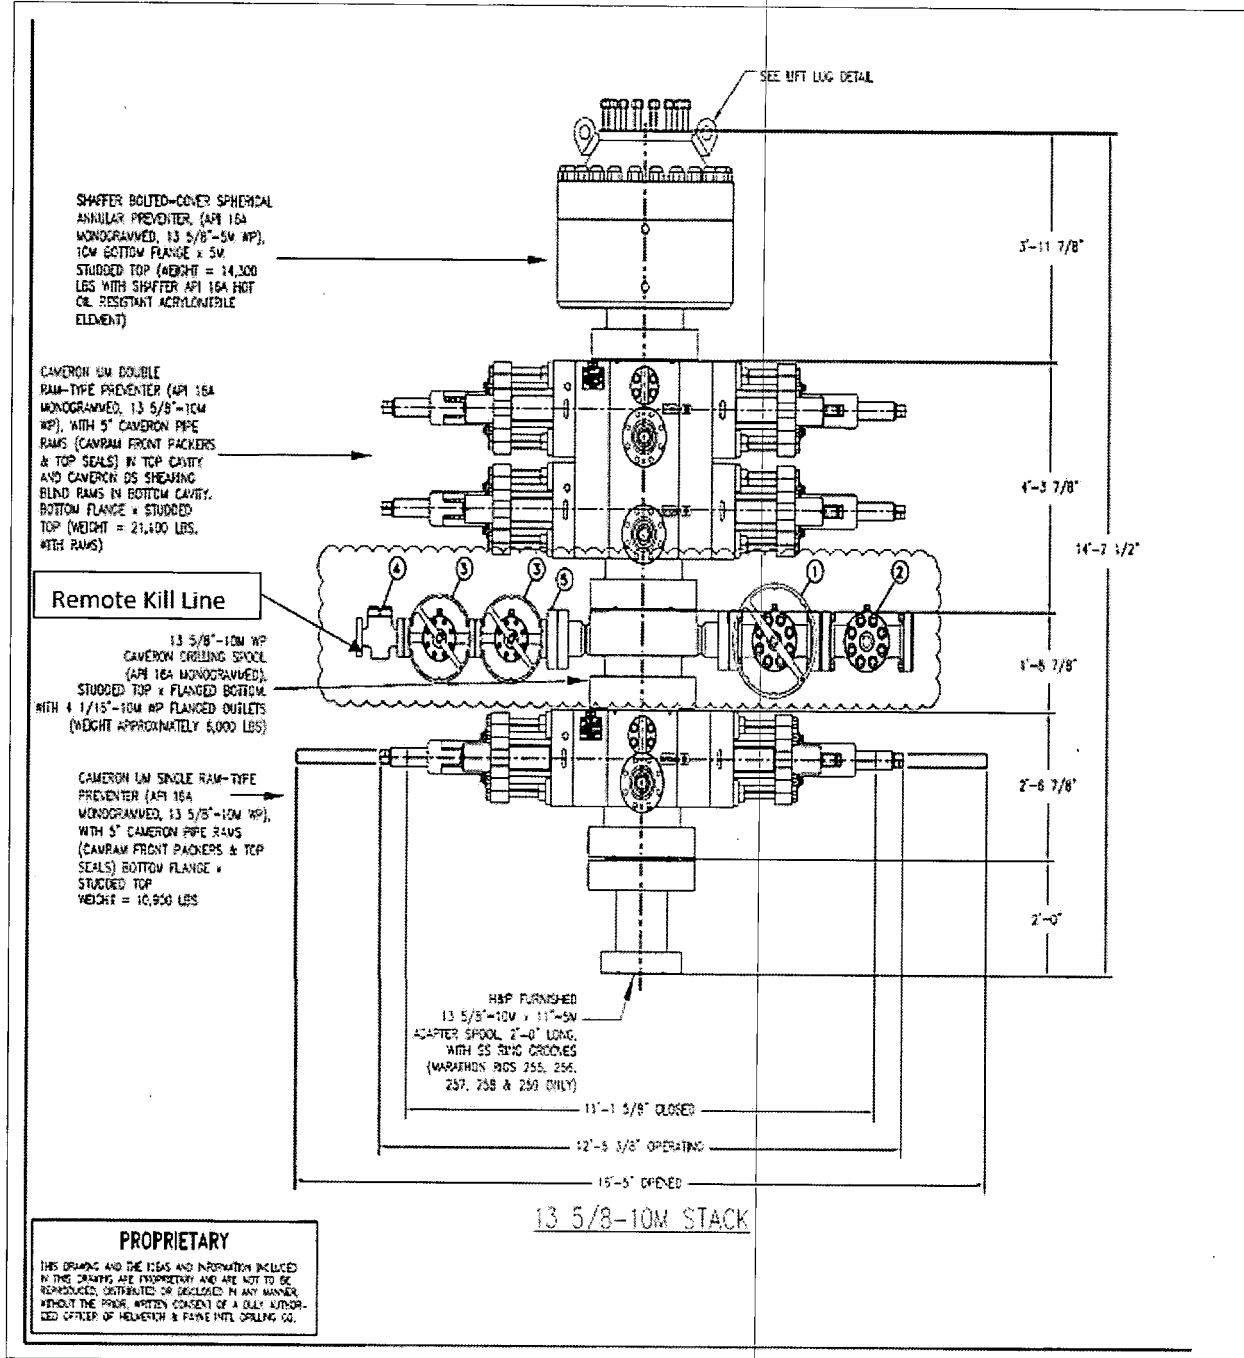 SEE LIFT LUG DETAIL
SHAFFER BOLTED-COVER SPHERICAL
ANNULAR PREVENTER, (API 16A
MONOGRAMMED, 13 5/8"-5M WP),
10M BOTTOM FLANGE x 5M
STUDDED TOP (WEIGHT = 14,300
LBS WITH SHAFFER API 16A HOT
OIL RESISTANT ACRYLONITRILE
ELEMENT)
3'-11 7/8"
CAMERON UM DOUBLE
RAM-TYPE PREVENTER (API 16A
MONOGRAMMED, 13 5/8"-10M
WP), WITH 5" CAMERON PIPE
RAMS (CAMRAM FRONT PACKERS
& TOP SEALS) IN TOP CAVITY
AND CAMERON DS SHEARING
BLIND RAMS IN BOTTOM CAVITY.
BOTTOM FLANGE x STUDDED
TOP (WEIGHT = LBS.
WITH RAMS)
4'-3 7/8"
14'-7 1/2"
4
3
3
5
1
2
Remote Kill Line
13 5/8"-10M WP
CAMERON DRILLING SPOOL
(API 16A MONOGRAMMED),
STUDDED TOP x FLANGED BOTTOM,
WITH 4 1/16"-10M WP FLANGED OUTLETS
(WEIGHT APPROXIMATELY LBS)
1'-8 7/8"
CAMERON UM SINGLE RAM-TYPE
PREVENTER (API 16A
MONOGRAMMED, 13 5/8"-10M WP),
WITH 5" CAMERON PIPE RAMS
(CAMRAM FRONT PACKERS & TOP
SEALS) BOTTOM FLANGE x
STUDDED TOP
WEIGHT = 10,900 LBS
2'-6 7/8"
2'-0"
H&P FURNISHED
13 5/8"-10M x 11"-5M
ADAPTER SPOOL, 2'-0" LONG,
WITH SS RING GROOVES
(MARATHON RIGS 255, 256,
257, 258 & 259 ONLY)
11'-1 5/8" CLOSED
12'-5 3/8" OPERATING
16'-5" OPENED
13 5/8-10M STACK
PROPRIETARY
THIS DRAWING AND THE IDEAS AND INFORMATION INCLUDED
IN THIS DRAWING ARE PROPRIETARY AND ARE NOT TO BE
REPRODUCED, DISTRIBUTED OR DISCLOSED IN ANY MANNER,
WITHOUT THE PRIOR, WRITTEN CONSENT OF A DULY AUTHOR-
IZED OFFICER OF HELMERICH & PAYNE INT'L DRILLING CO.